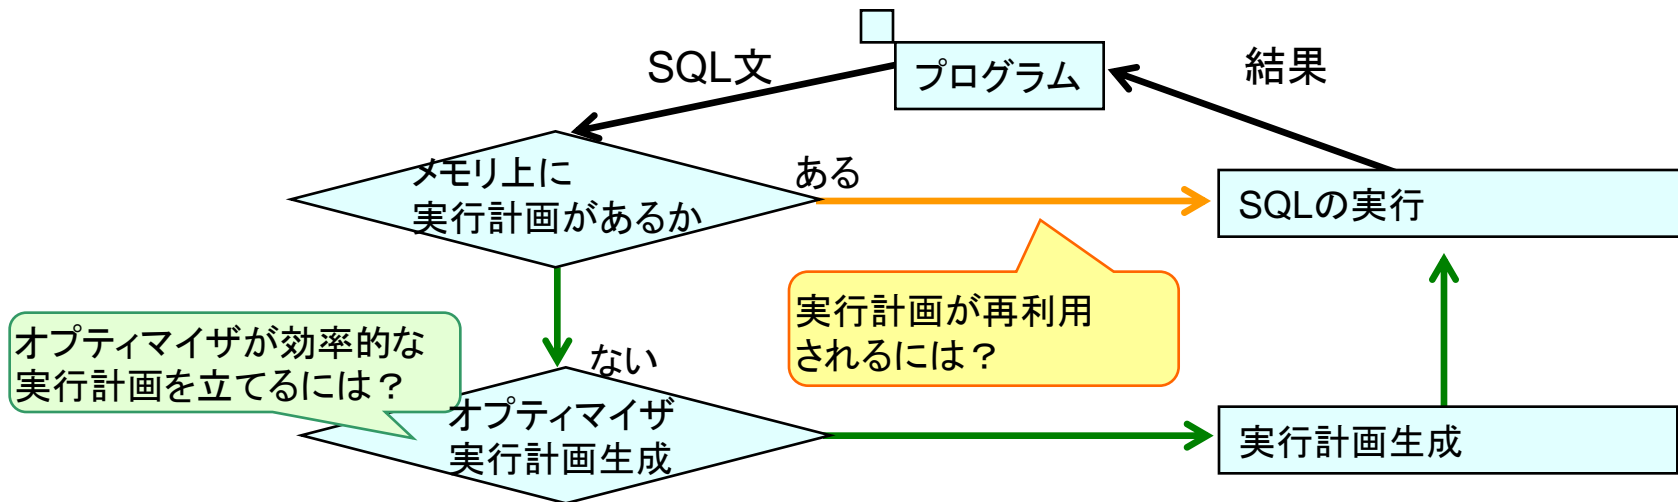 SQL文
プログラム
結果
メモリ上に
実行計画があるか
ある
SQLの実行
実行計画が再利用
されるには？
オプティマイザが効率的な
実行計画を立てるには？
ない
オプティマイザ
実行計画生成
実行計画生成